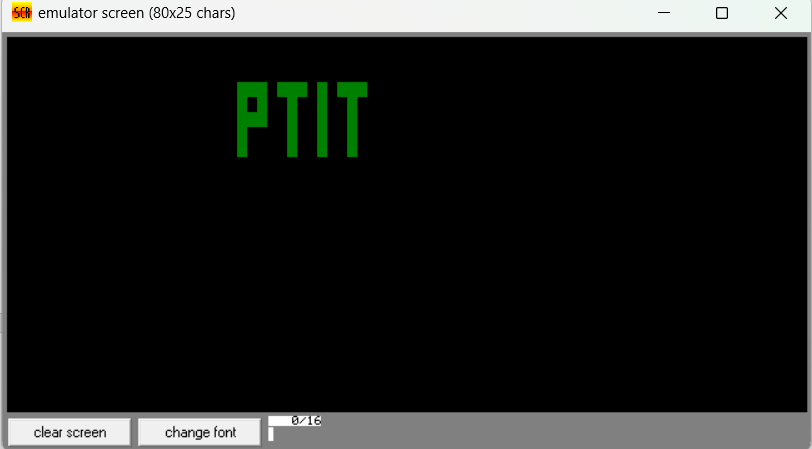 emulator screen (80x25 chars)
PTIT
clear screen
change font
0/16